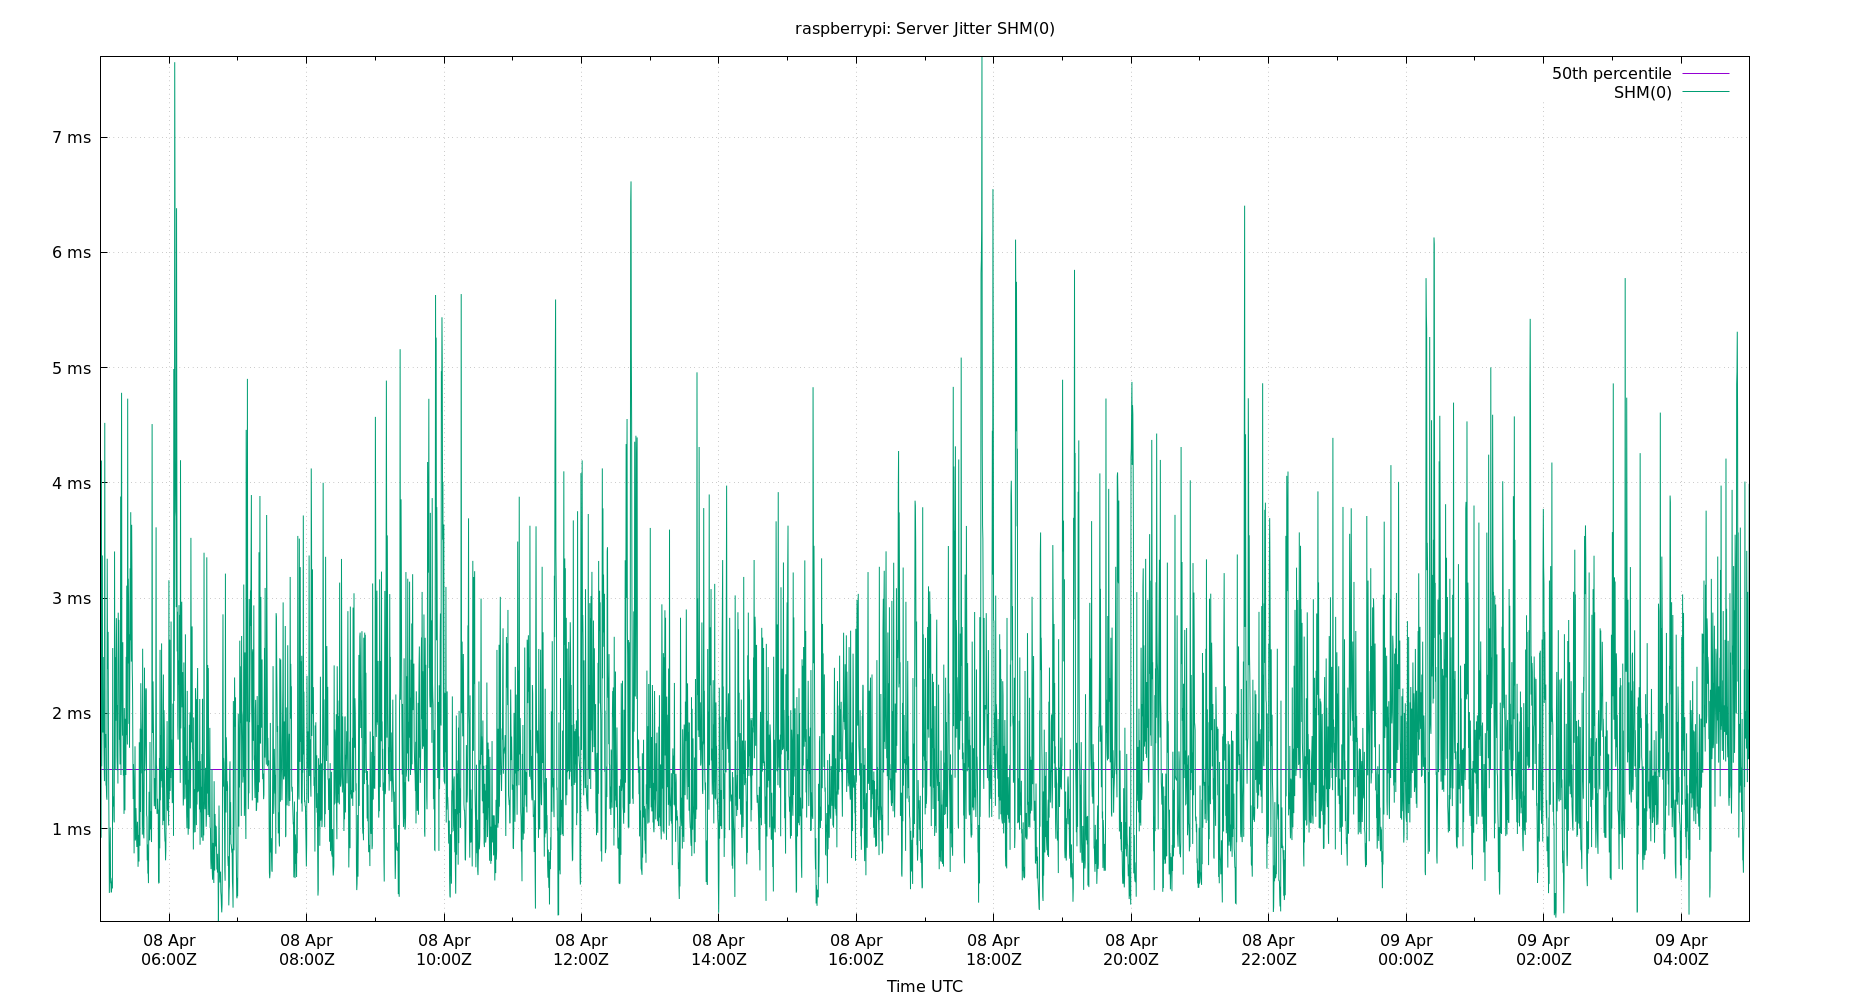 raspberrypi: Server Jitter SHM(0)
50th percentile
SHM(0)
7 ms
6 ms
5 ms
4 ms
3 ms
2 ms
1 ms
08 Apr 08 Apr 08 Apr 08 Apr 08 Apr 08 Apr 08 Apr 08 Apr 08 Apr 09 Apr 09 Apr 09 Apr
06:00Z 08:00Z 10:00Z 12:00Z 14:00Z 16:00Z 18:00Z 20:00Z 22:00Z 00:00Z 02:00Z 04:00Z
Time UTC